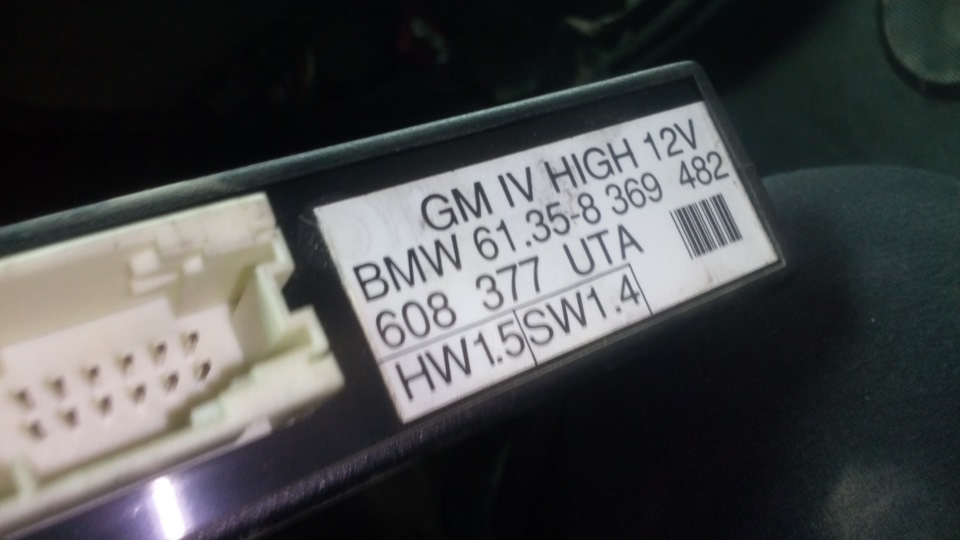 GM IV HIGH 12V
BMW 61.35-8 369 482
608 377 UTA
HW1.5 SW1.4